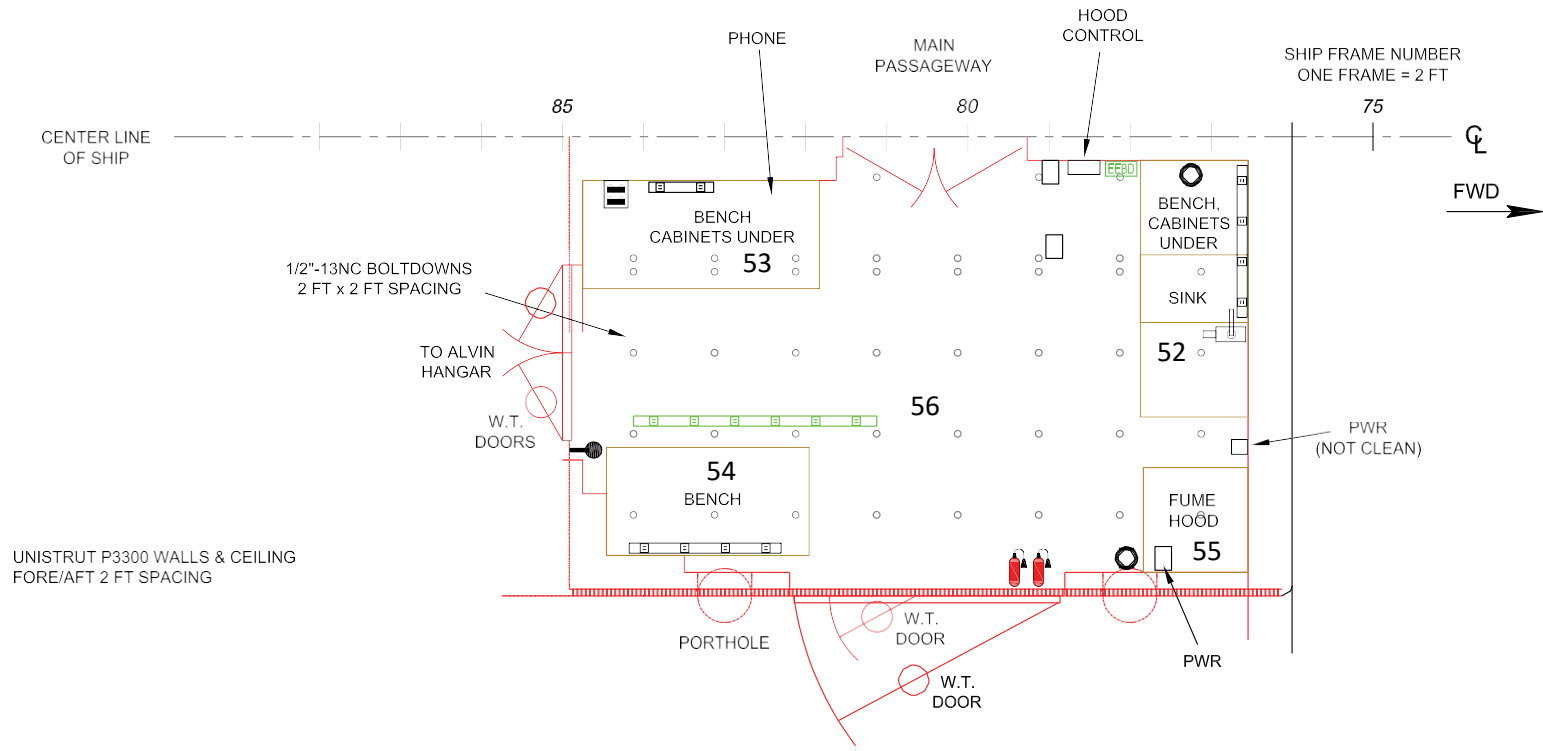 HOOD
CONTROL
PHONE
MAIN
PASSAGEWAY
SHIP FRAME NUMBER
ONE FRAME = 2 FT
85
80
75
CENTER LINE
OF SHIP
CL
EEBD
FWD
BENCH
CABINETS UNDER
53
BENCH,
CABINETS
UNDER
1/2"-13NC BOLTDOWNS
2 FT x 2 FT SPACING
SINK
TO ALVIN
HANGAR
52
56
W.T.
DOORS
PWR
(NOT CLEAN)
54
BENCH
FUME
HOOD
55
UNISTRUT P3300 WALLS & CEILING
FORE/AFT 2 FT SPACING
PORTHOLE
W.T.
DOOR
PWR
W.T.
DOOR